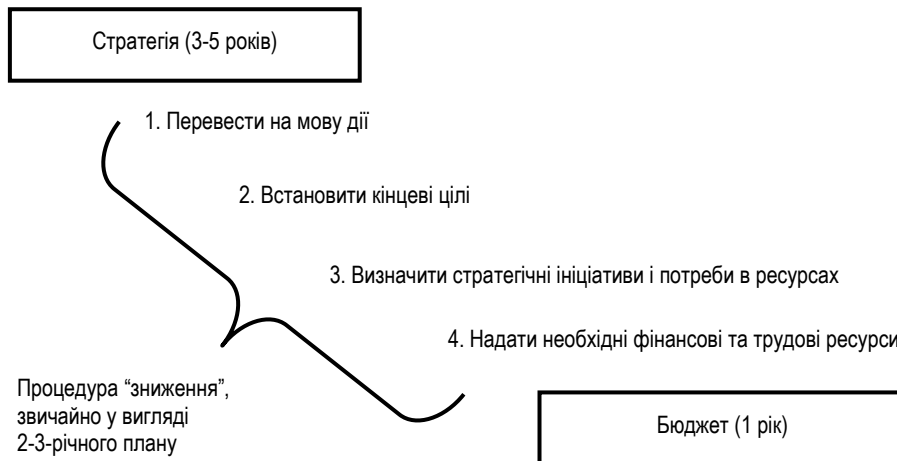 Стратегія (3-5 років)
1. Перевести на мову дії
2. Встановити кінцеві цілі
3. Визначити стратегічні ініціативи і потреби в ресурсах
4. Надати необхідні фінансові та трудові ресурси
Процедура “зниження”,
звичайно у вигляді
2-3-річного плану
Бюджет (1 рік)